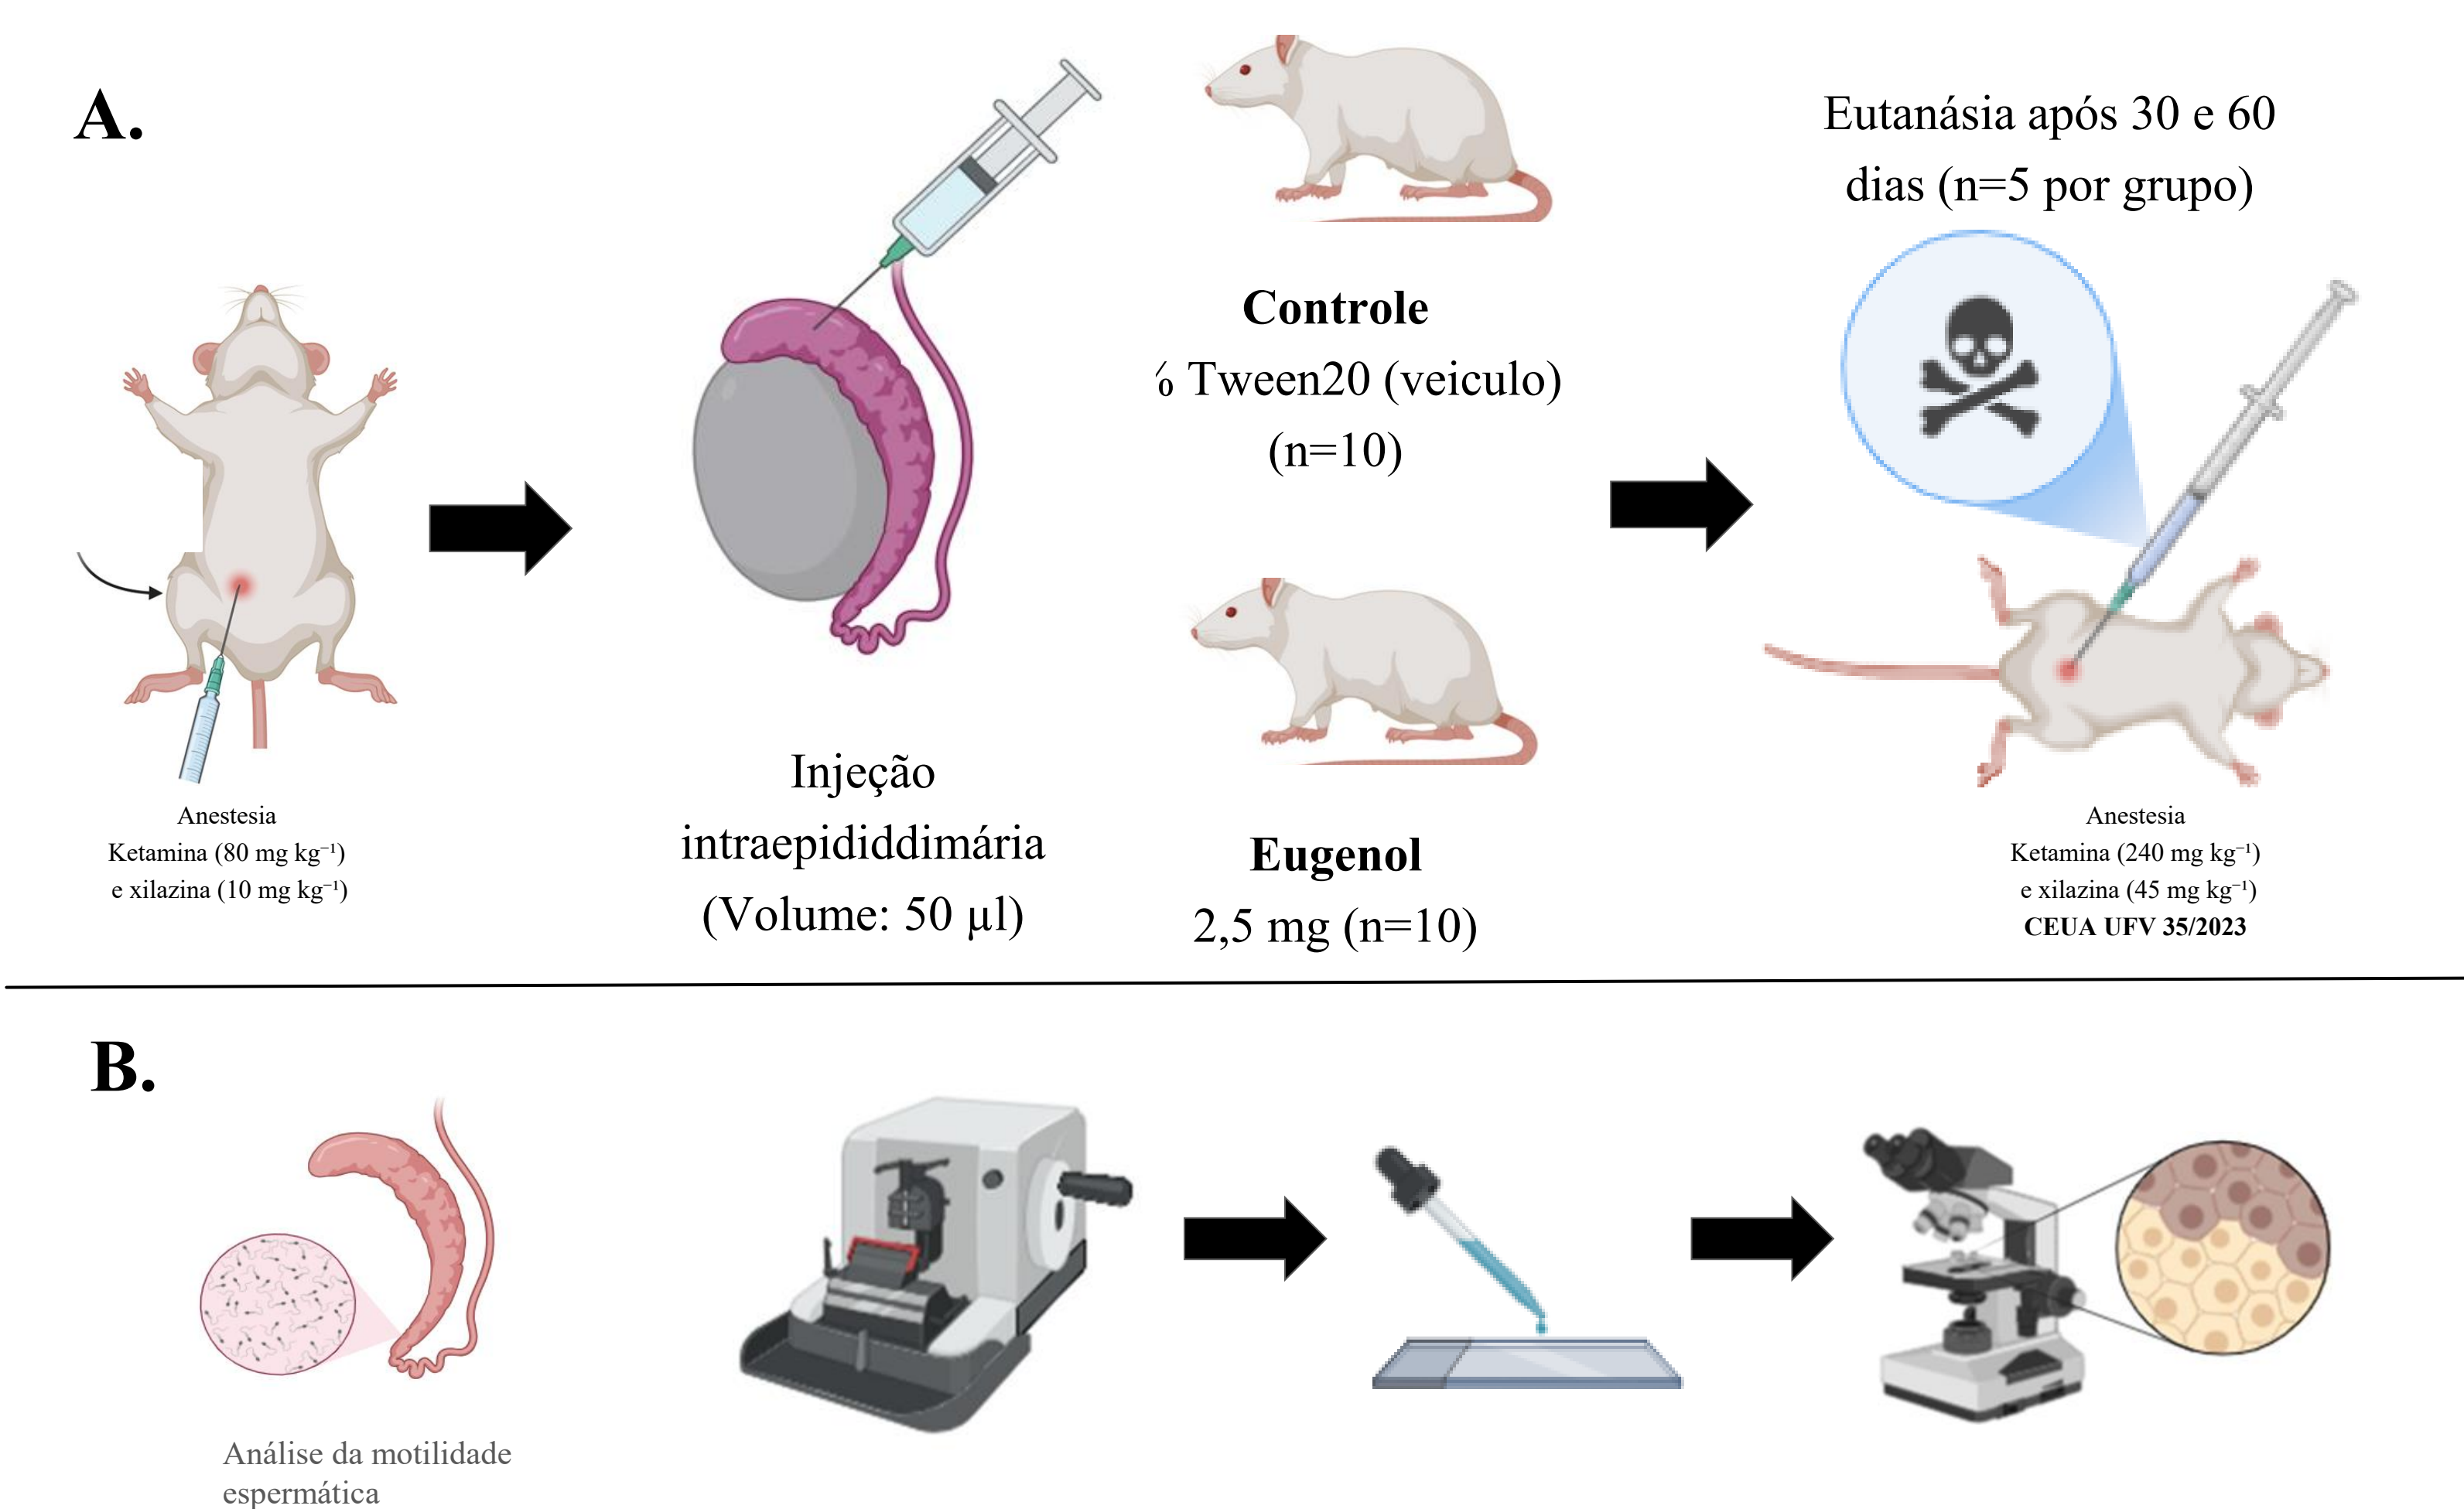 A.
Anestesia
Ketamina (80 mg kg⁻¹)
e xilazina (10 mg kg⁻¹)
Injeção
intraepididdimária
(Volume: 50 µl)
Controle
% Tween20 (veiculo)
(n=10)
Eugenol
2,5 mg (n=10)
Eutanásia após 30 e 60
dias (n=5 por grupo)
Anestesia
Ketamina (240 mg kg⁻¹)
e xilazina (45 mg kg⁻¹)
CEUA UFV 35/2023
B.
Análise da motilidade
espermática